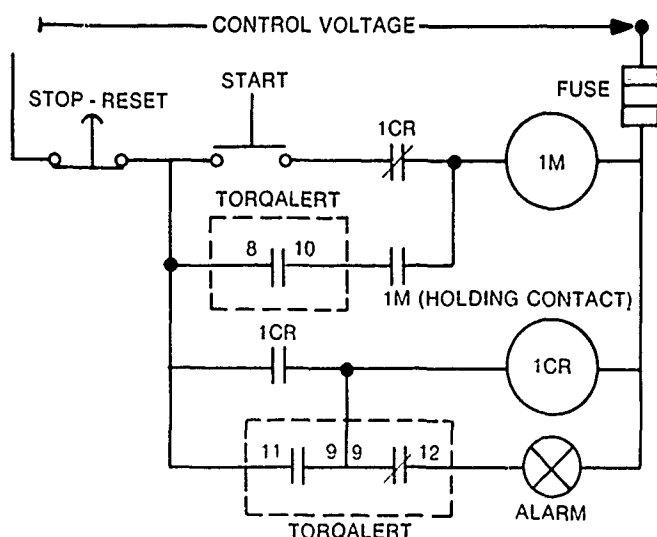 CONTROL VOLTAGE
FUSE
STOP - RESET
START
1CR
1M
TORQALERT
8 10
1M (HOLDING CONTACT)
1CR
1CR
11 9 9 12
ALARM
TORQALERT